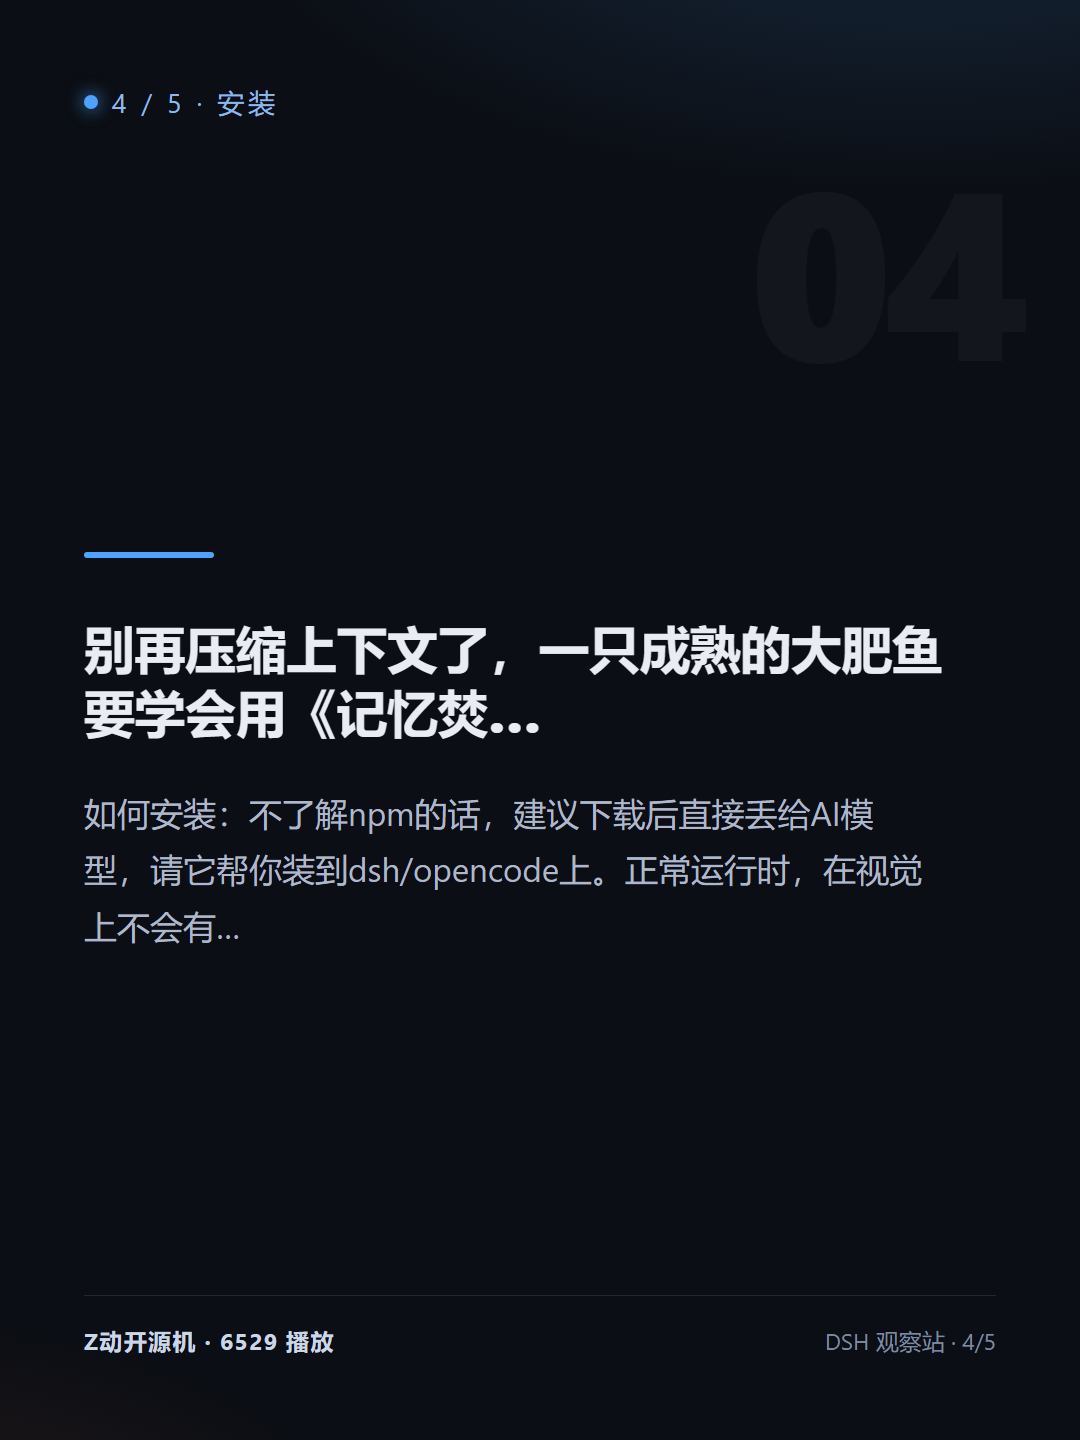 4 / 5 · 安装
04
别再压缩上下文了，一只成熟的大肥鱼
要学会用《记忆焚...
如何安装：不了解npm的话，建议下载后直接丢给AI模
型，请它帮你装到dsh/opencode上。正常运行时，在视觉
上不会有...
Z动开源机 · 6529 播放
DSH 观察站 · 4/5